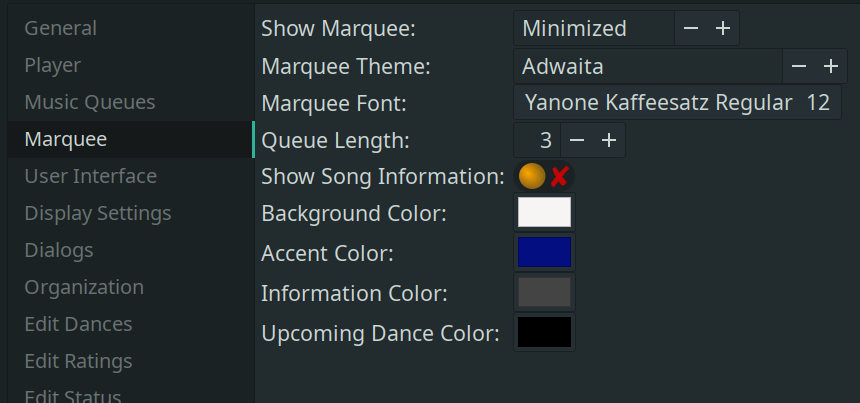 General
Player
Music Queues
Marquee
User Interface
Display Settings
Dialogs
Organization
Edit Dances
Edit Ratings
Edit Status
Show Marquee: Minimized − +
Marquee Theme: Adwaita − +
Marquee Font: Yanone Kaffeesatz Regular 12
Queue Length: 3 − +
Show Song Information: ✘
Background Color:
Accent Color:
Information Color:
Upcoming Dance Color: